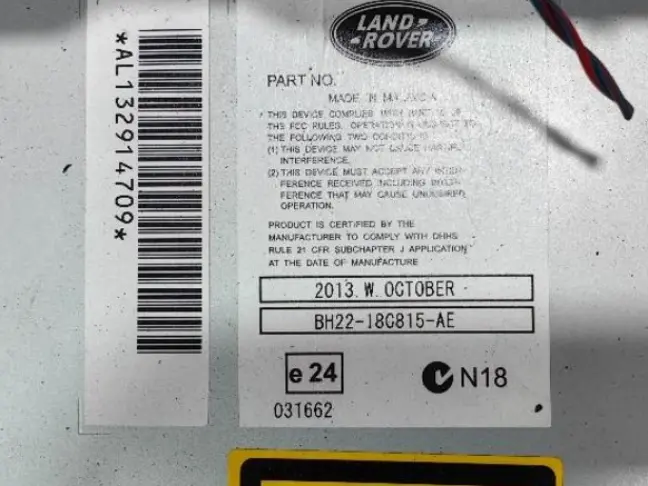 *AL132914709*
LAND-
-ROVER
PART NO.
MADE IN MALAYSIA
* THIS DEVICE COMPLIES WITH PART 15 OF
THE FCC RULES. OPERATION IS SUBJECT TO
THE FOLLOWING TWO CONDITIONS
(1) THIS DEVICE MAY NOT CAUSE HARMFUL
INTERFERENCE.
(2) THIS DEVICE MUST ACCEPT ANY INTER-
FERENCE RECEIVED INCLUDING INTER-
FERENCE THAT MAY CAUSE UNDESIRED
OPERATION.
PRODUCT IS CERTIFIED BY THE
MANUFACTURER TO COMPLY WITH DHHS
RULE 21 CFR SUBCHAPTER J APPLICATION
AT THE DATE OF MANUFACTURE
2013. W. OCTOBER
BH22-18C815-AE
e 24
N18
031662